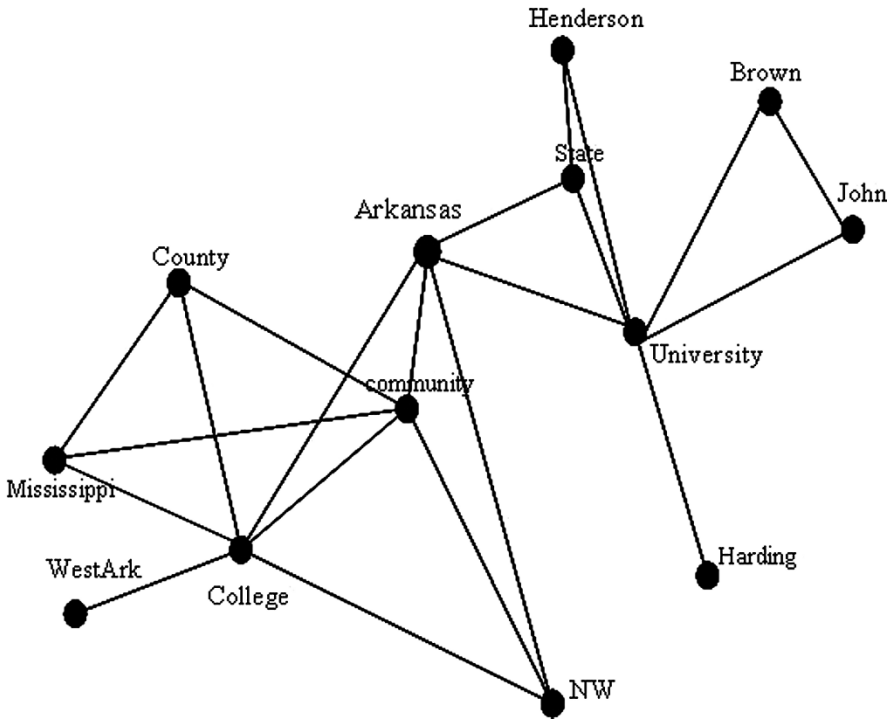 Henderson
Brown
State
John
Arkansas
County
University
community
Mississippi
Harding
WestArk
College
NW